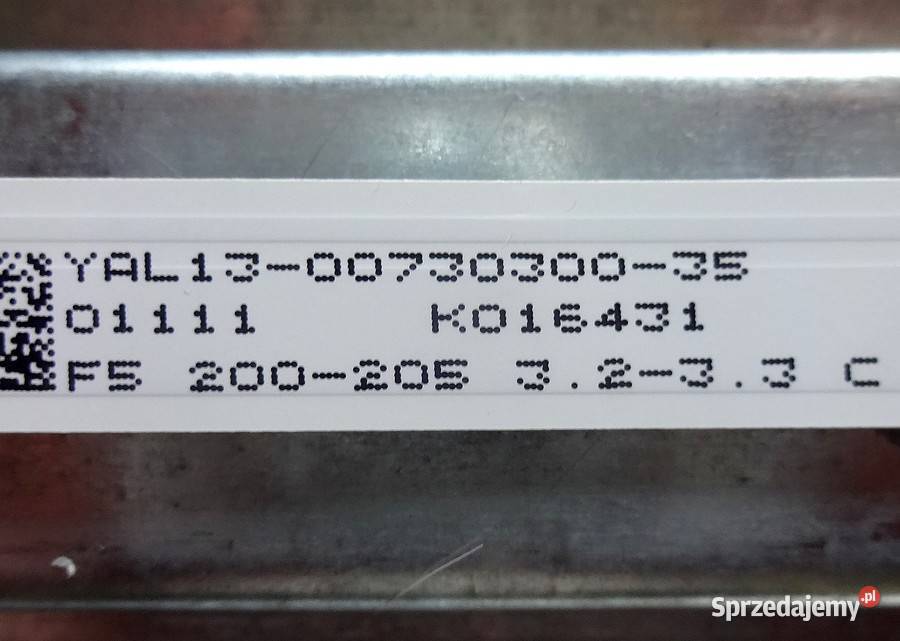 YAL13-00730300-35
01111 K016431
F5 200-205 3.2-3.3 C
Sprzedajemy.pl